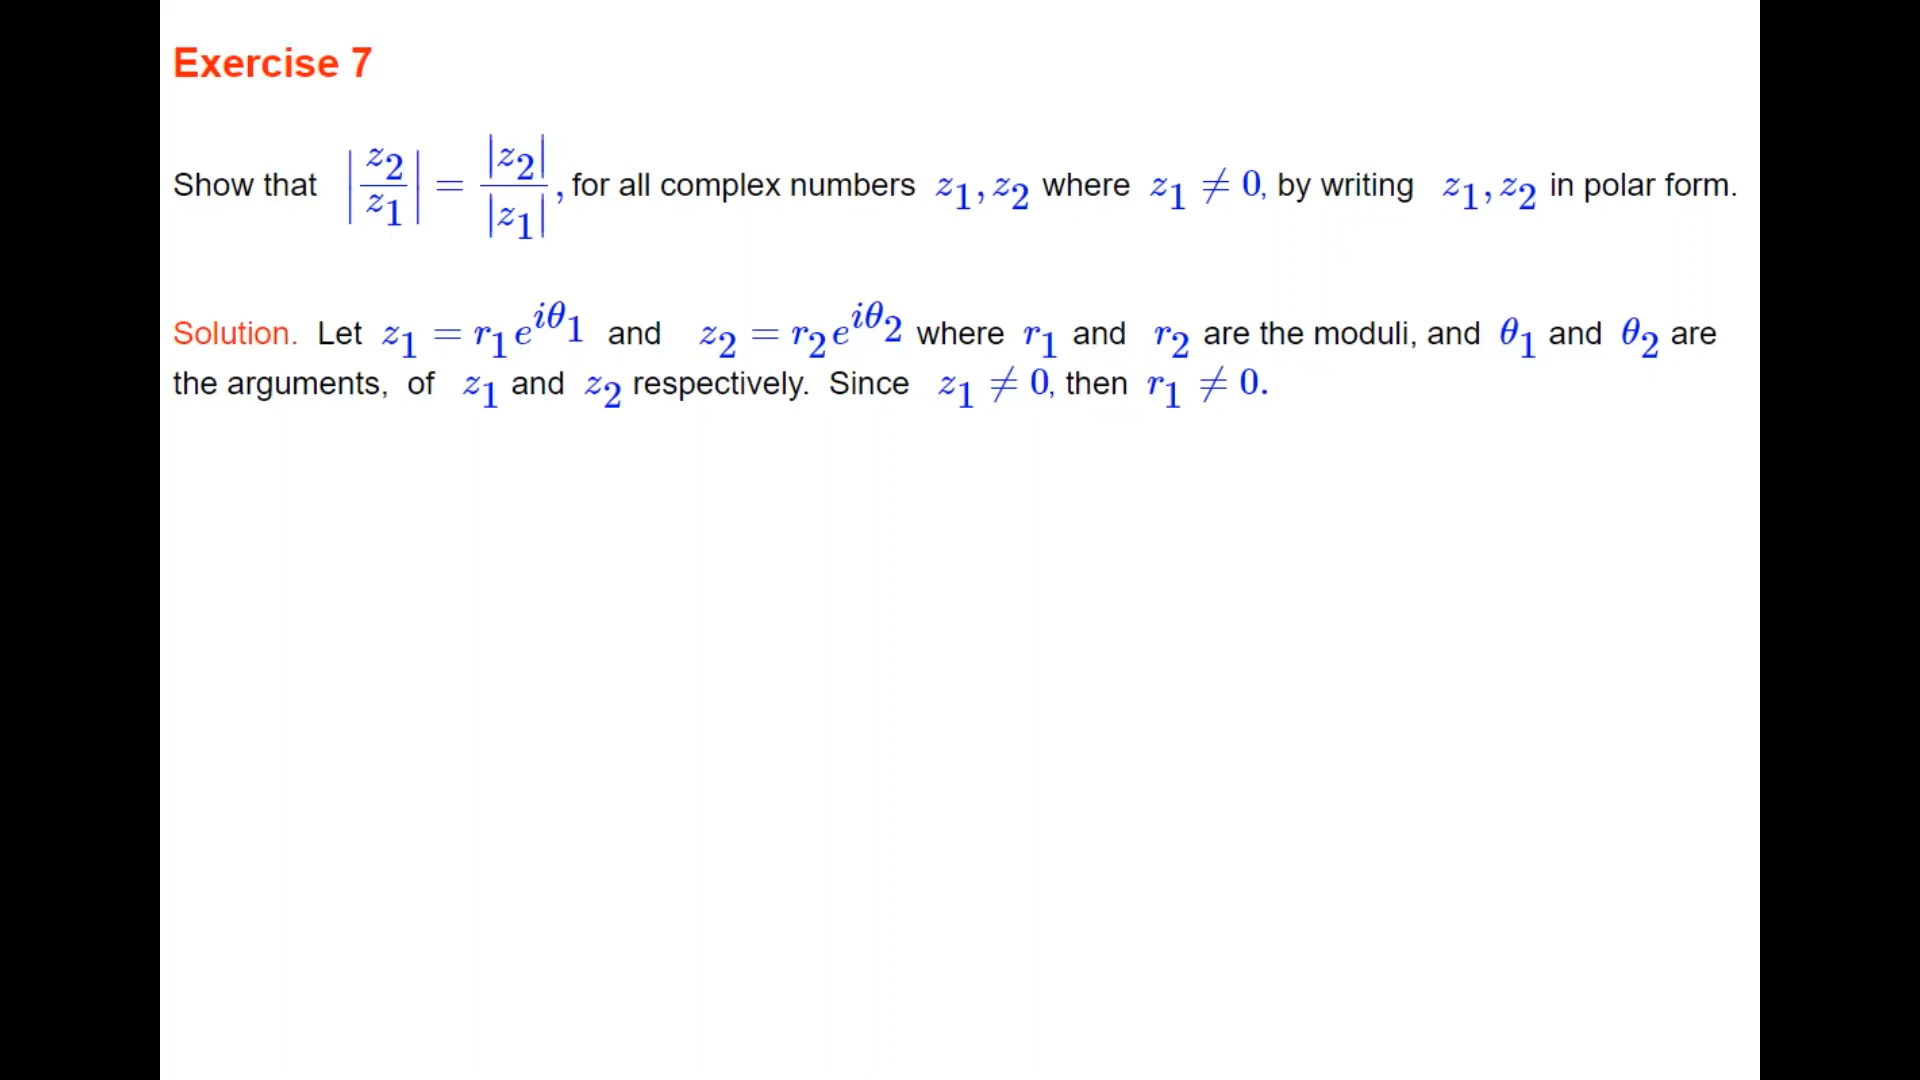 Exercise 7
Show that |z₂/z₁| = |z₂|/|z₁|, for all complex numbers z₁, z₂ where z₁ ≠ 0, by writing z₁, z₂ in polar form.
Solution. Let z₁ = r₁e^{iθ₁} and z₂ = r₂e^{iθ₂} where r₁ and r₂ are the moduli, and θ₁ and θ₂ are
the arguments, of z₁ and z₂ respectively. Since z₁ ≠ 0, then r₁ ≠ 0.